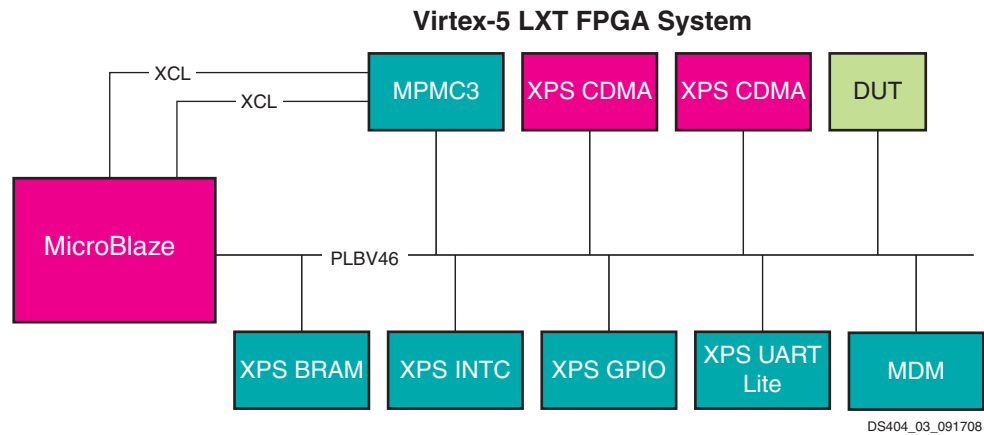 Virtex-5 LXT FPGA System
XCL
XCL
MPMC3
XPS CDMA
XPS CDMA
DUT
MicroBlaze
PLBV46
XPS BRAM
XPS INTC
XPS GPIO
XPS UART
Lite
MDM
DS404_03_091708